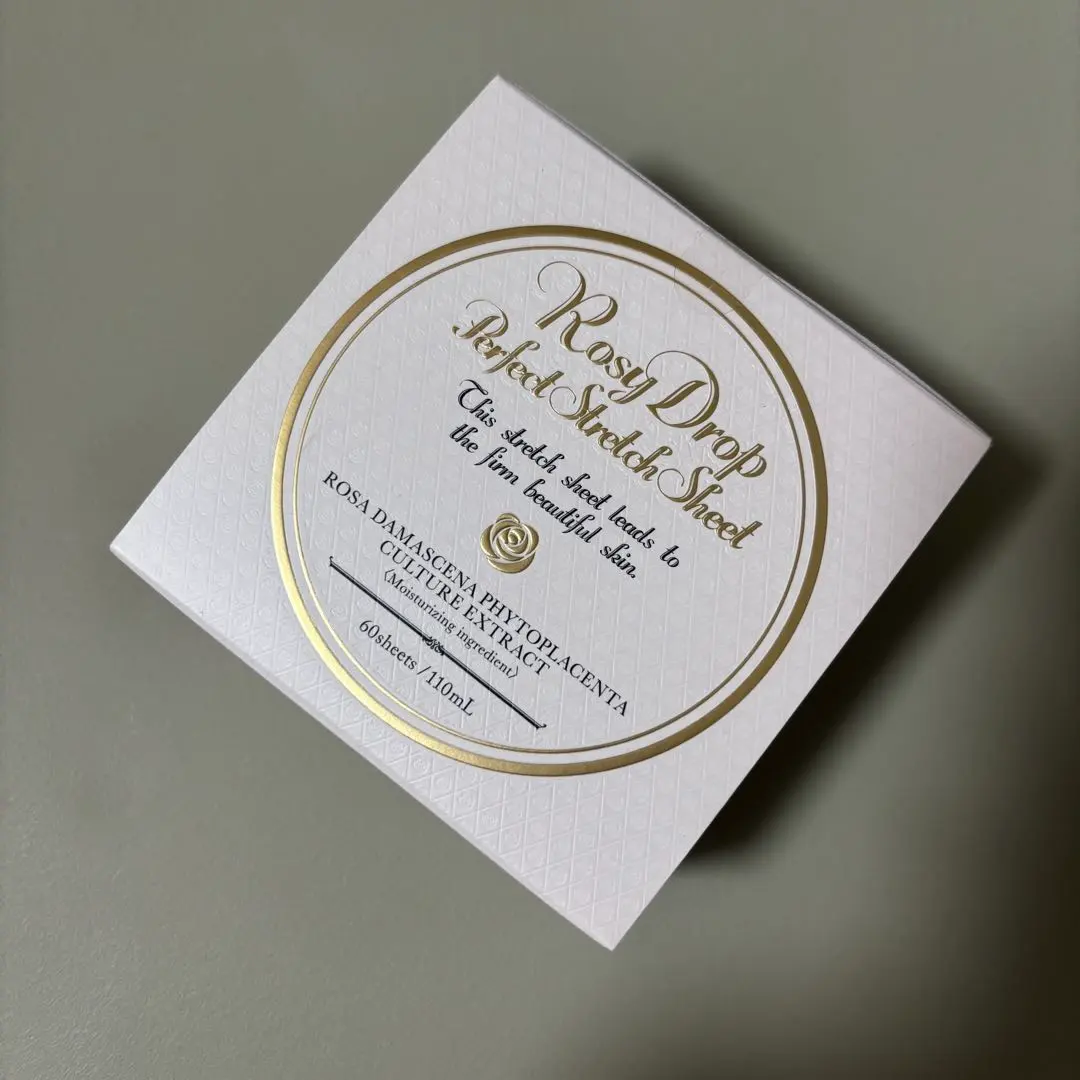 Rosy Drop
Perfect Stretch Sheet
This stretch sheet leads to
the firm beautiful skin.
ROSA DAMASCENA PHYTOPLACENTA
CULTURE EXTRACT
〈Moisturizing ingredient〉
60sheets / 110mL